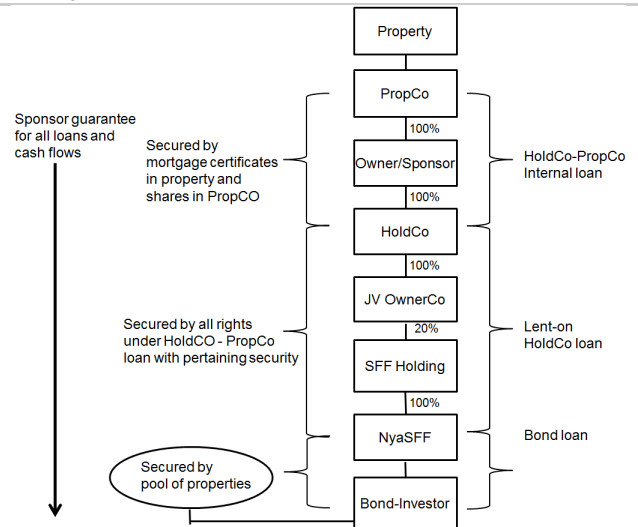 Property
PropCo
100%
Owner/Sponsor
100%
HoldCo
100%
JV OwnerCo
20%
SFF Holding
100%
NyaSFF
Bond-Investor
Sponsor guarantee
for all loans and
cash flows
Secured by
mortgage certificates
in property and
shares in PropCO
Secured by all rights
under HoldCO - PropCo
loan with pertaining security
Secured by
pool of properties
HoldCo-PropCo
Internal loan
Lent-on
HoldCo loan
Bond loan